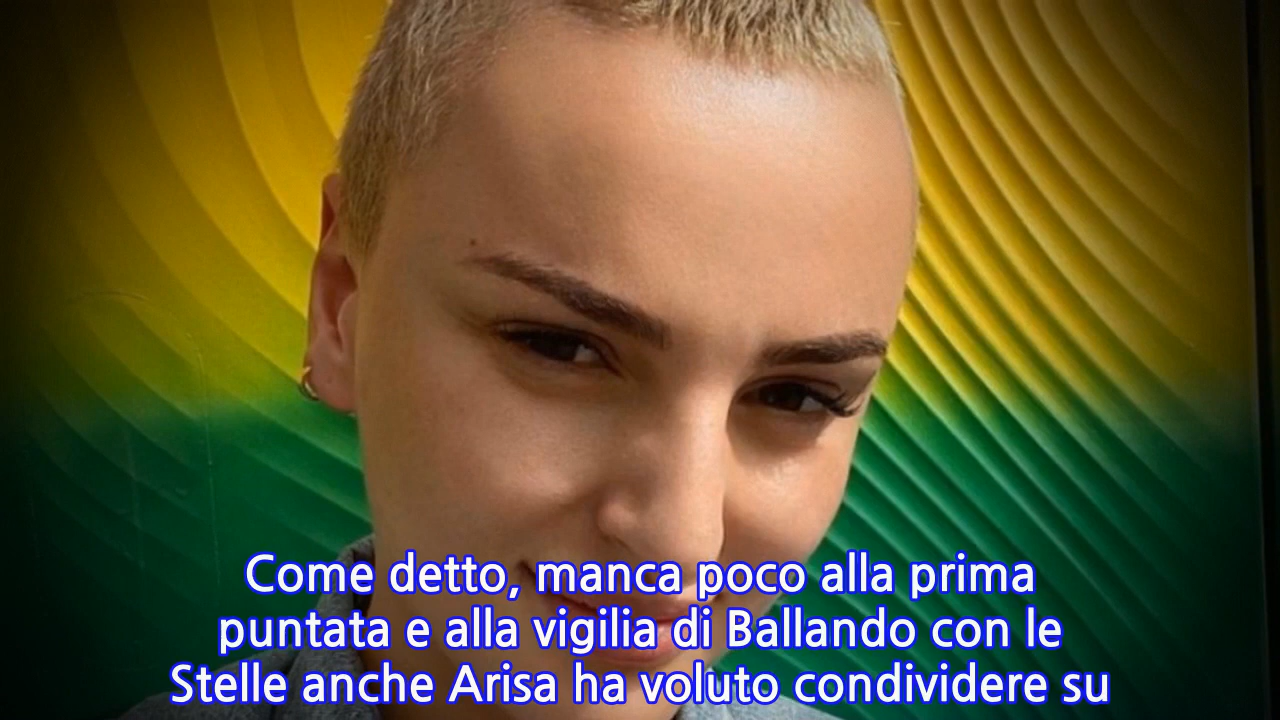 Come detto, manca poco alla prima
puntata e alla vigilia di Ballando con le
Stelle anche Arisa ha voluto condividere su